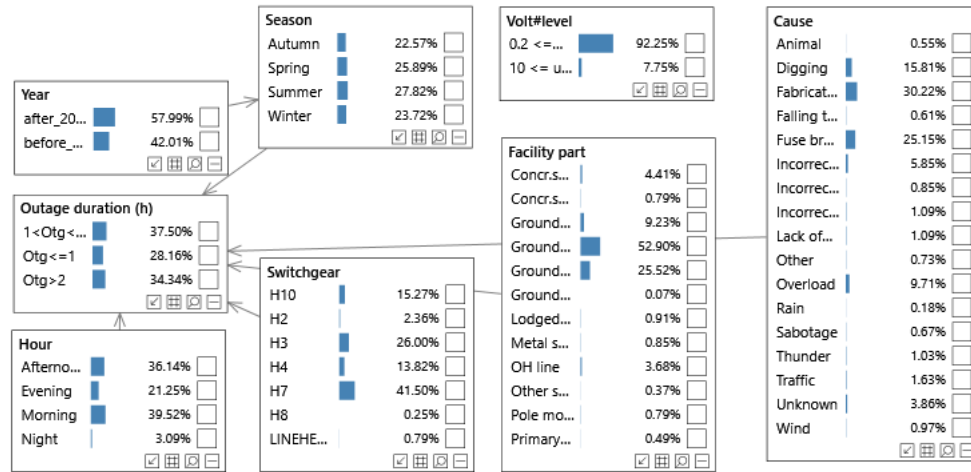 Season
Autumn 22.57%
Spring 25.89%
Summer 27.82%
Winter 23.72%
Volt#level
0.2 <=... 92.25%
10 <= u... 7.75%
Cause
Animal 0.55%
Digging 15.81%
Fabricat... 30.22%
Falling t... 0.61%
Fuse br... 25.15%
Incorrec... 5.85%
Incorrec... 0.85%
Incorrec... 1.09%
Lack of... 1.09%
Other 0.73%
Overload 9.71%
Rain 0.18%
Sabotage 0.67%
Thunder 1.03%
Traffic 1.63%
Unknown 3.86%
Wind 0.97%
Year
after_20... 57.99%
before_... 42.01%
Facility part
Concr.s... 4.41%
Concr.s... 0.79%
Ground... 9.23%
Ground... 52.90%
Ground... 25.52%
Ground... 0.07%
Lodged... 0.91%
Metal s... 0.85%
OH line 3.68%
Other s... 0.37%
Pole mo... 0.79%
Primary... 0.49%
Outage duration (h)
1<Otg<... 37.50%
Otg<=1 28.16%
Otg>2 34.34%
Switchgear
H10 15.27%
H2 2.36%
H3 26.00%
H4 13.82%
H7 41.50%
H8 0.25%
LINEHE... 0.79%
Hour
Afterno... 36.14%
Evening 21.25%
Morning 39.52%
Night 3.09%